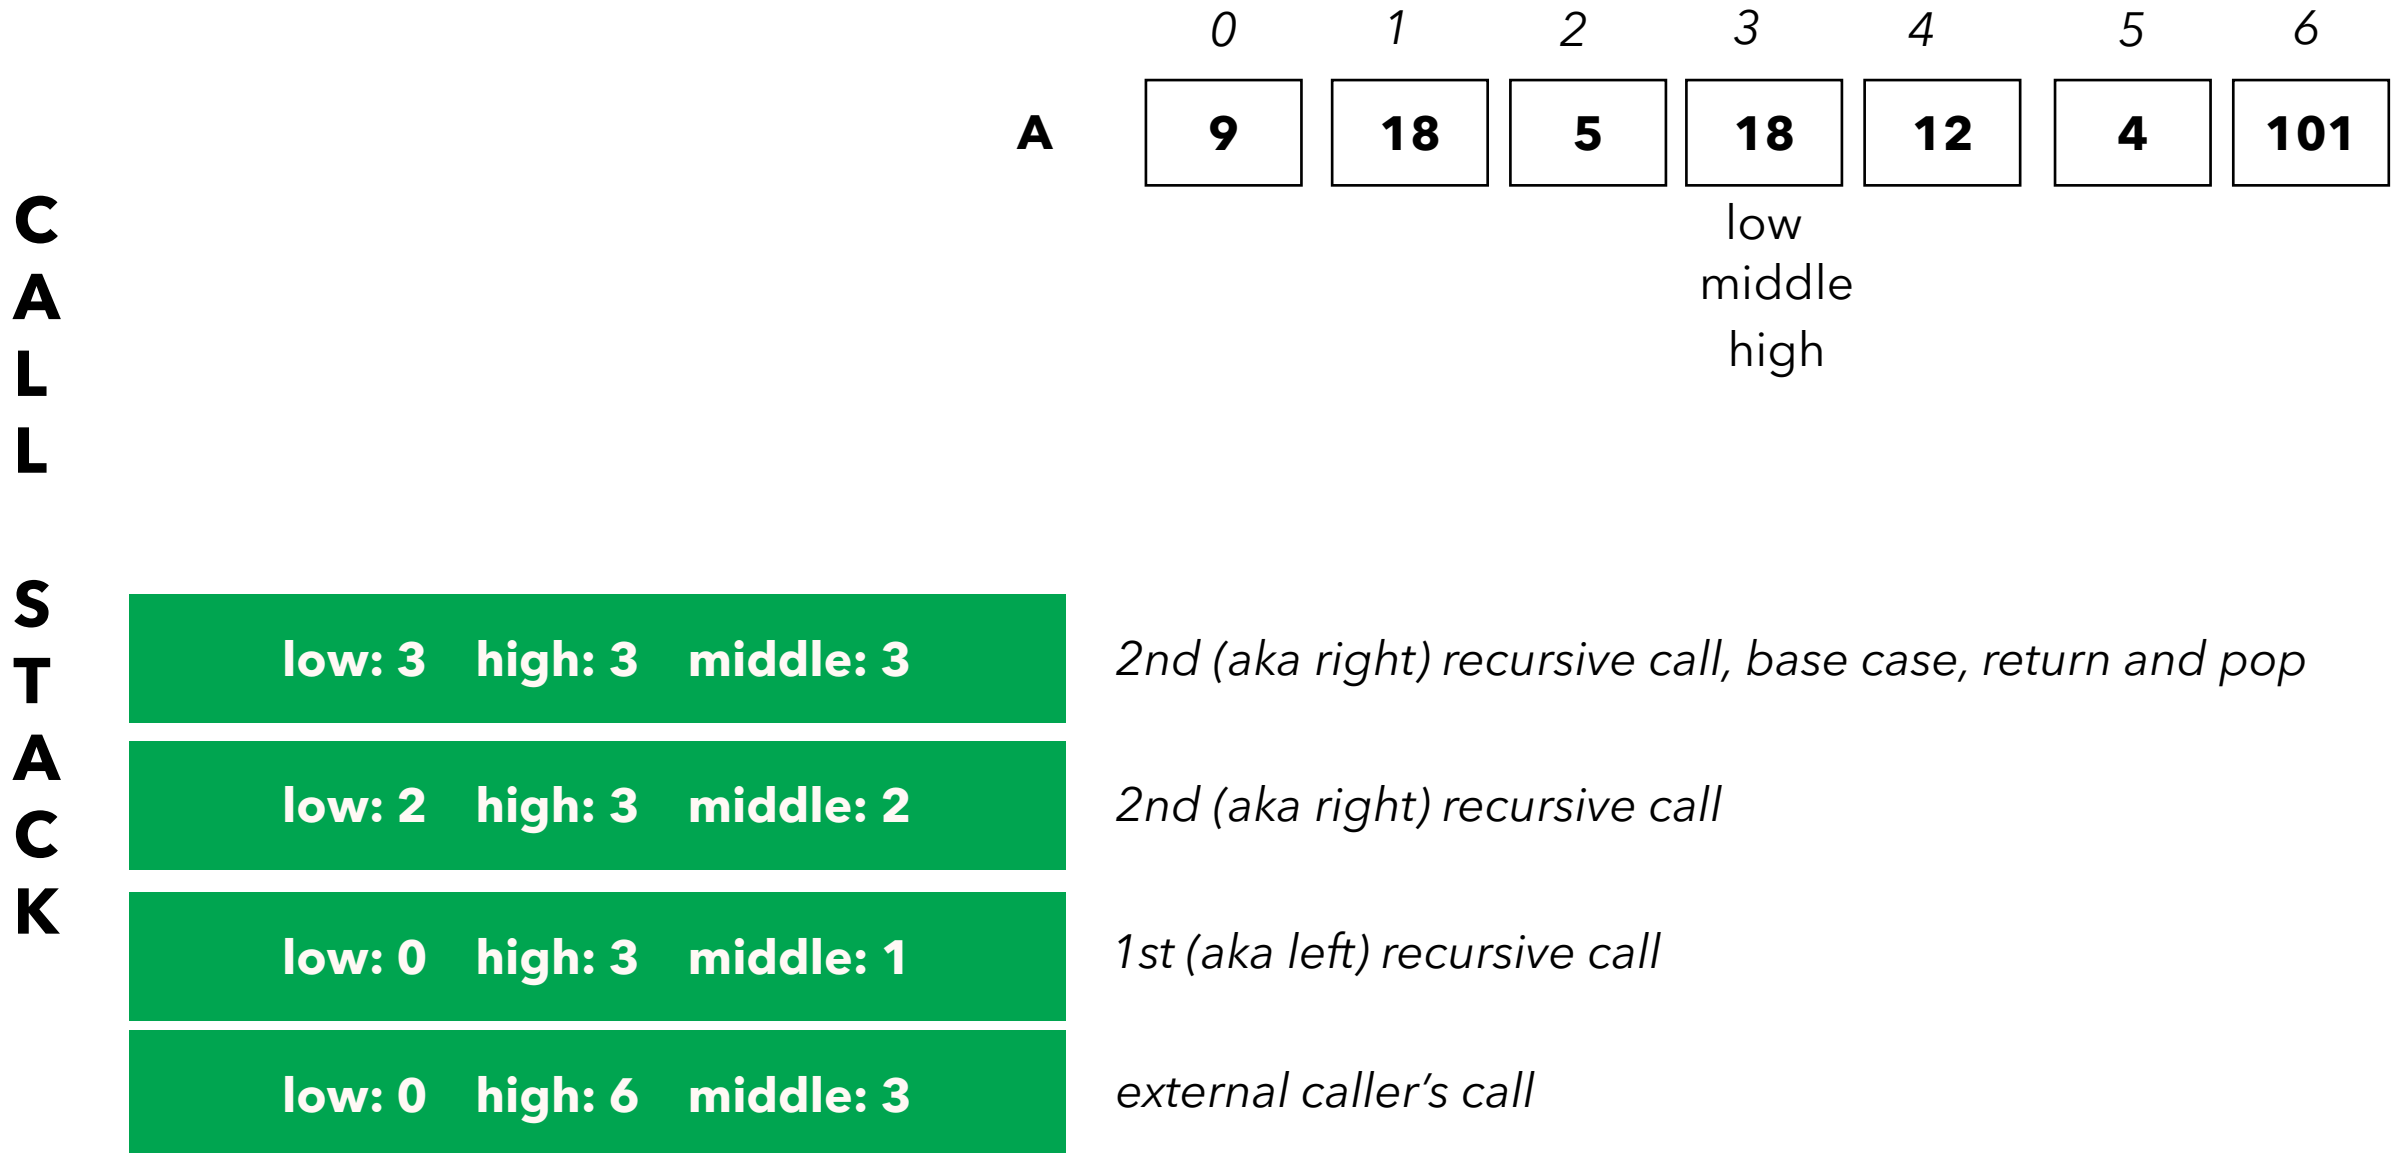 0 1 2 3 4 5 6
A 9 18 5 18 12 4 101
low
middle
high
C
A
L
L
S
T
A
C
K
low: 3 high: 3 middle: 3 2nd (aka right) recursive call, base case, return and pop
low: 2 high: 3 middle: 2 2nd (aka right) recursive call
low: 0 high: 3 middle: 1 1st (aka left) recursive call
low: 0 high: 6 middle: 3 external caller’s call